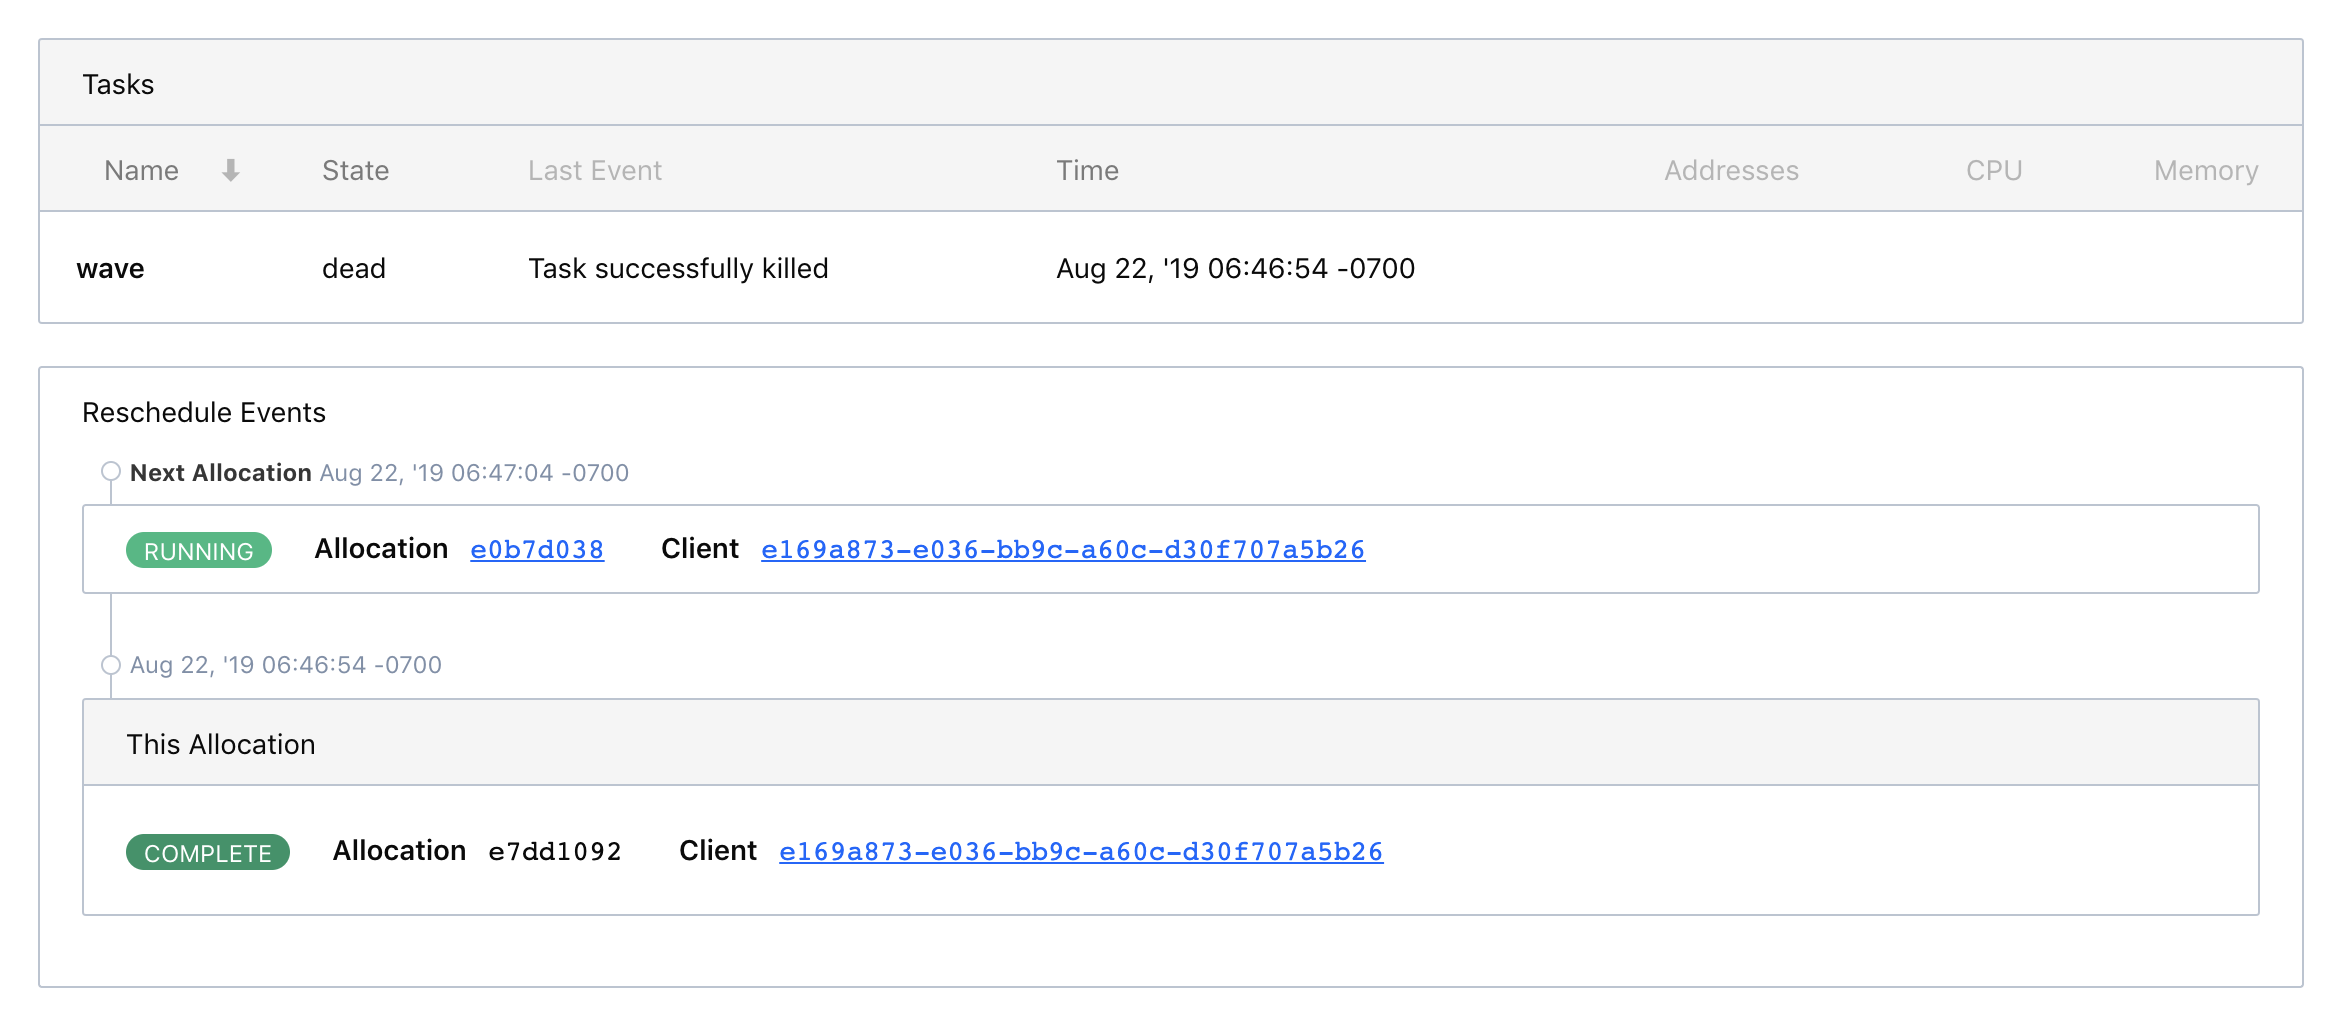 Tasks
Name State Last Event Time Addresses CPU Memory
wave dead Task successfully killed Aug 22, '19 06:46:54 -0700
Reschedule Events
Next Allocation Aug 22, '19 06:47:04 -0700
RUNNING Allocation e0b7d038 Client e169a873-e036-bb9c-a60c-d30f707a5b26
Aug 22, '19 06:46:54 -0700
This Allocation
COMPLETE Allocation e7dd1092 Client e169a873-e036-bb9c-a60c-d30f707a5b26